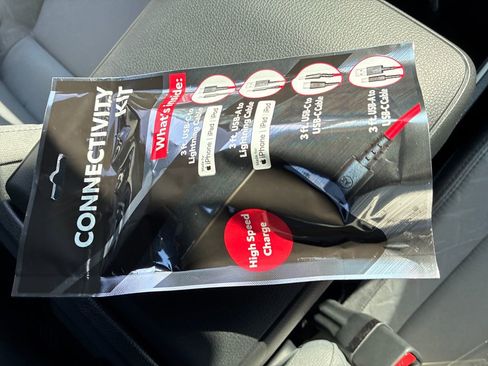 CONNECTIVITY
KIT
What's Inside:
3 ft. USB-C to
Lightning Cable
iPhone | iPad | iPod
3 ft. USB-A to
Lightning Cable
iPhone | iPad | iPod
3 ft. USB-C to
USB-C Cable
3 ft. USB-A to
USB-C Cable
High Speed
Charge